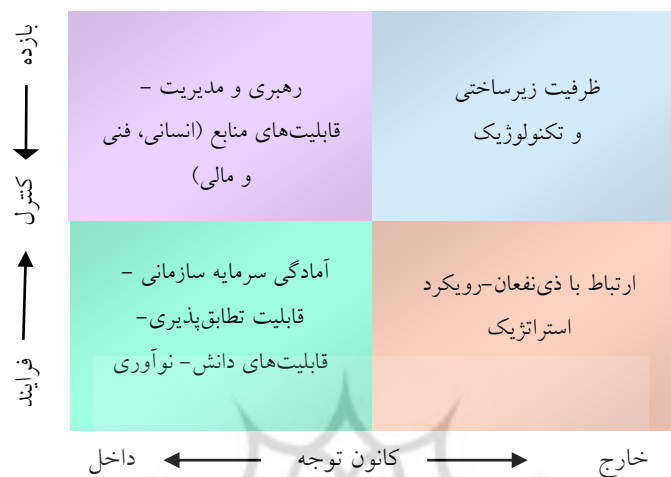 ظرفیت زیرساختی
و تکنولوژیک
رهبری و مدیریت –
قابلیت‌های منابع (انسانی، فنی
و مالی)
ارتباط با ذی‌نفعان–رویکرد
استراتژیک
آمادگی سرمایه سازمانی –
قابلیت تطابق‌پذیری–
قابلیت‌های دانش– نوآوری
بازده
کنترل
فرایند
خارج
کانون توجه
داخل